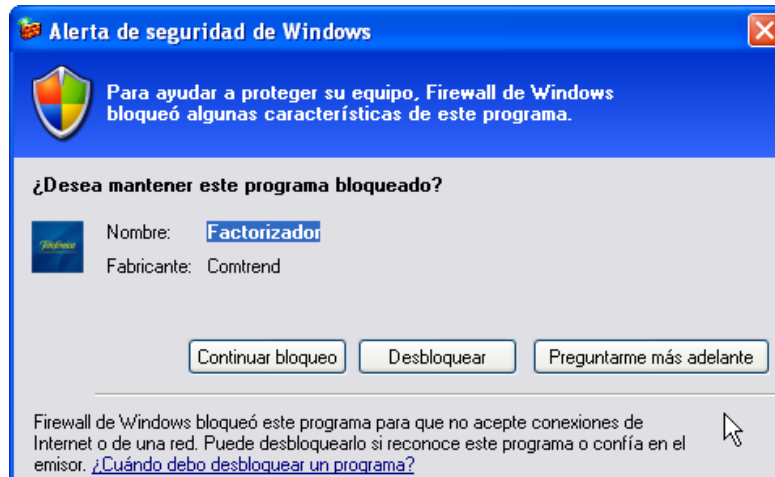 Alerta de seguridad de Windows
Para ayudar a proteger su equipo, Firewall de Windows
bloqueó algunas características de este programa.
¿Desea mantener este programa bloqueado?
Telefónica
Nombre: Factorizador
Fabricante: Comtrend
Continuar bloqueo Desbloquear Preguntarme más adelante
Firewall de Windows bloqueó este programa para que no acepte conexiones de
Internet o de una red. Puede desbloquearlo si reconoce este programa o confía en el
emisor. ¿Cuándo debo desbloquear un programa?